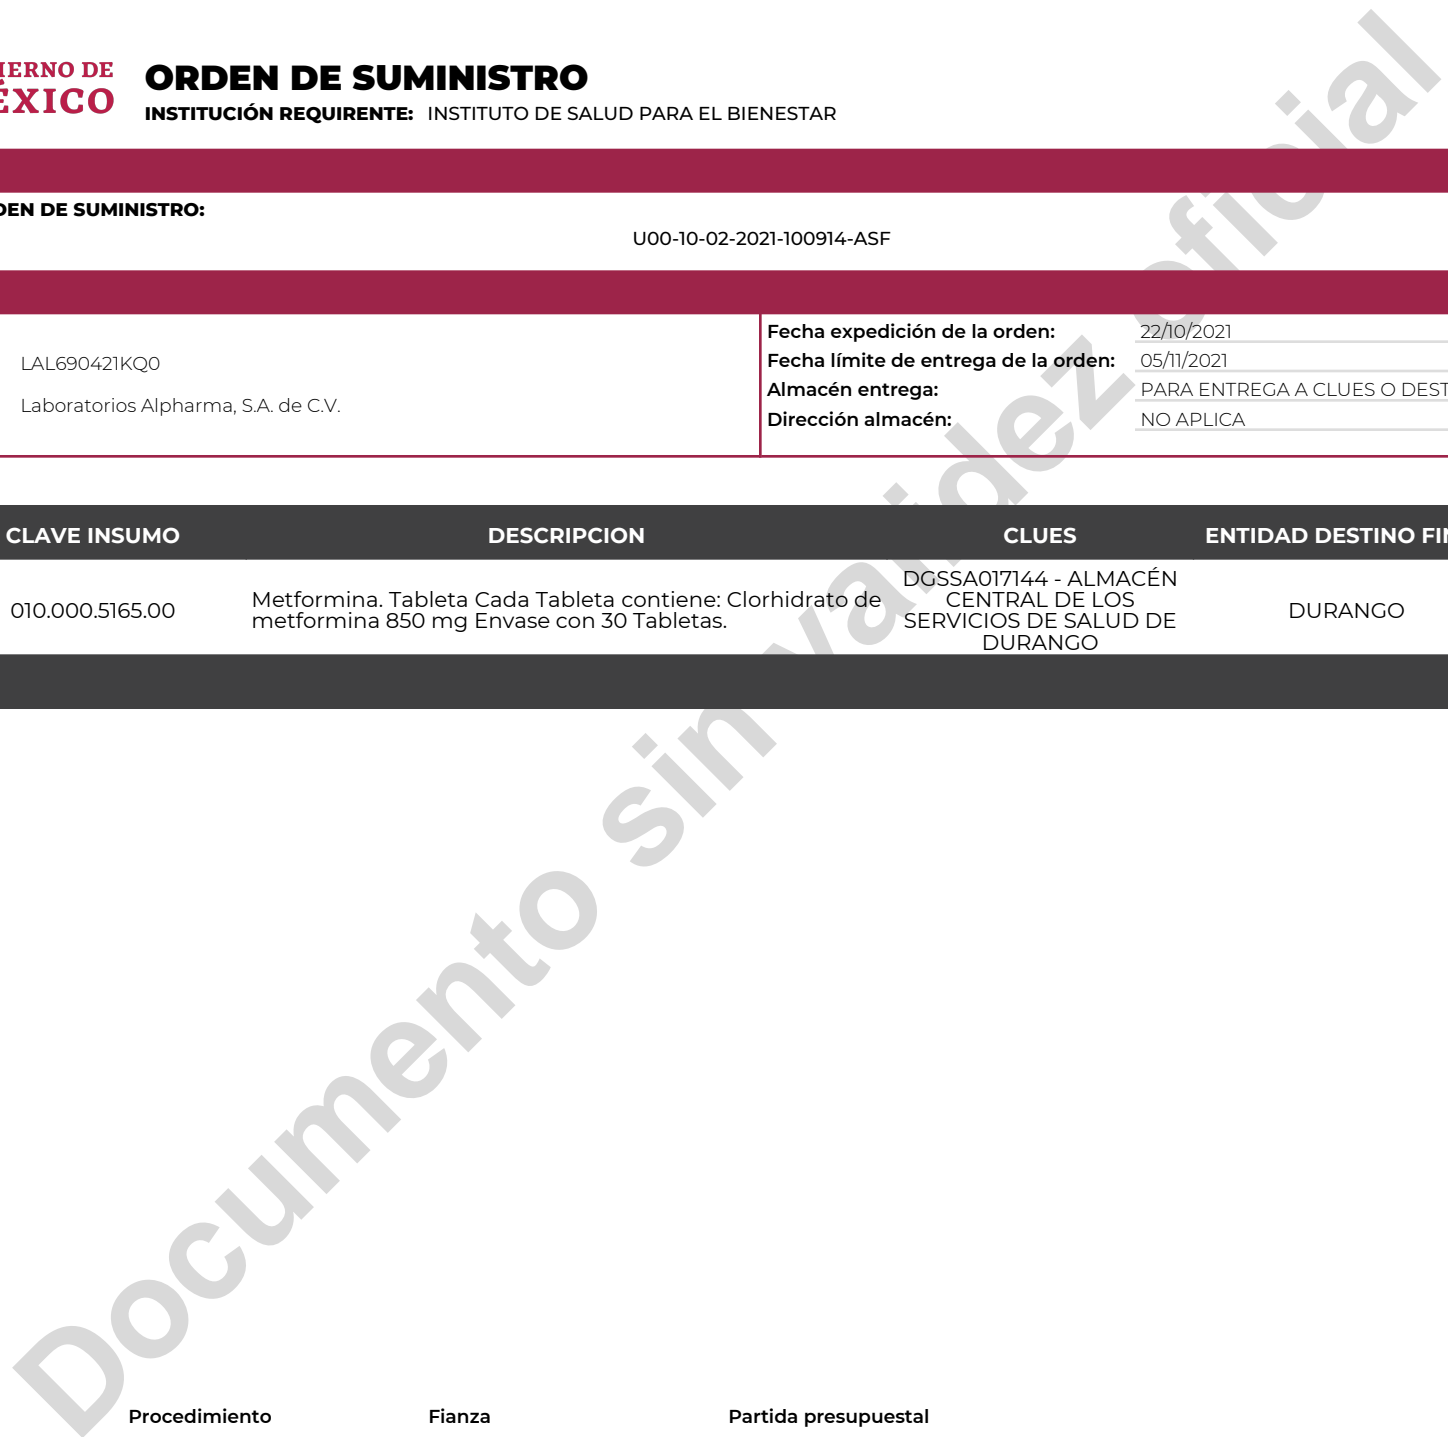 IERNO DE
ÉXICO
ORDEN DE SUMINISTRO
INSTITUCIÓN REQUIRENTE: INSTITUTO DE SALUD PARA EL BIENESTAR
DEN DE SUMINISTRO:
U00-10-02-2021-100914-ASF
LAL690421KQ0
Laboratorios Alpharma, S.A. de C.V.
Fecha expedición de la orden: 22/10/2021
Fecha límite de entrega de la orden: 05/11/2021
Almacén entrega: PARA ENTREGA A CLUES O DEST
Dirección almacén: NO APLICA
CLAVE INSUMO DESCRIPCION CLUES ENTIDAD DESTINO FIN
010.000.5165.00
Metformina. Tableta Cada Tableta contiene: Clorhidrato de
metformina 850 mg Envase con 30 Tabletas.
DGSSA017144 - ALMACÉN
CENTRAL DE LOS
SERVICIOS DE SALUD DE
DURANGO
DURANGO
Documento sin validez oficial
Procedimiento Fianza Partida presupuestal